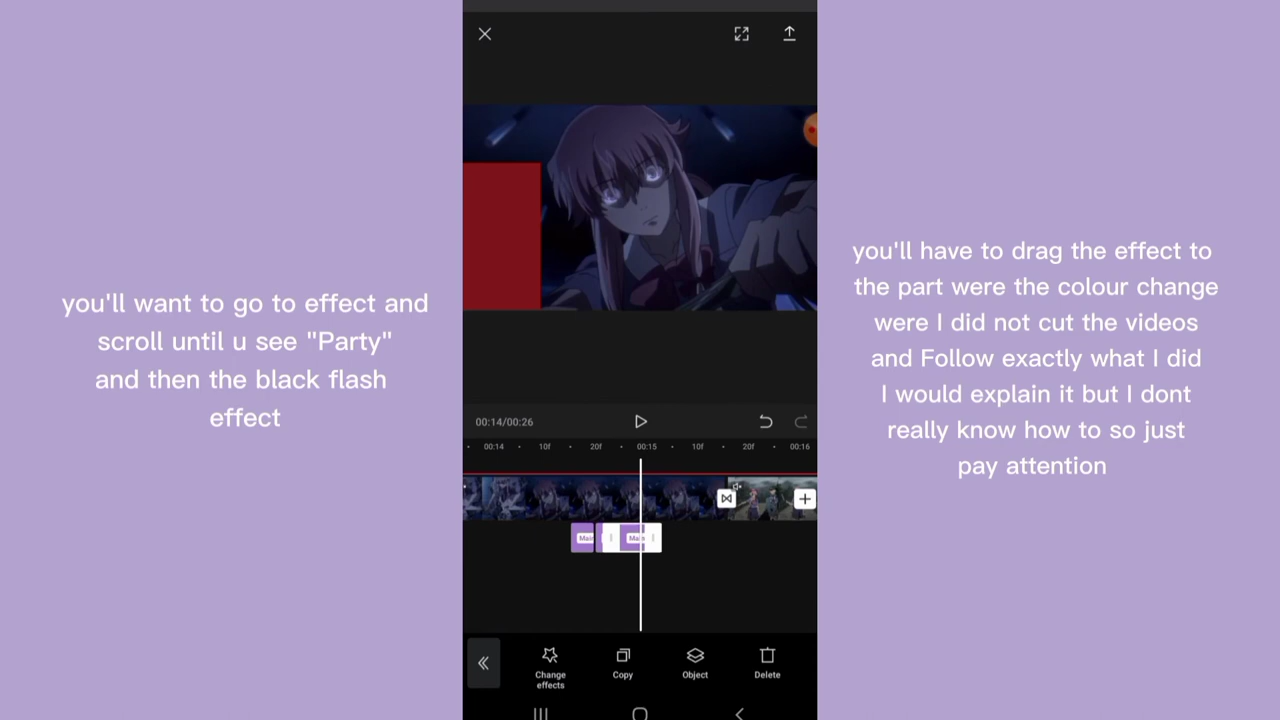 you'll want to go to effect and
scroll until u see "Party"
and then the black flash
effect
00:14/00:26
00:14
10f
20f
00:15
10f
20f
00:16
Change
effects
Copy
Object
Delete
you'll have to drag the effect to
the part were the colour change
were I did not cut the videos
and Follow exactly what I did
I would explain it but I dont
really know how to so just
pay attention